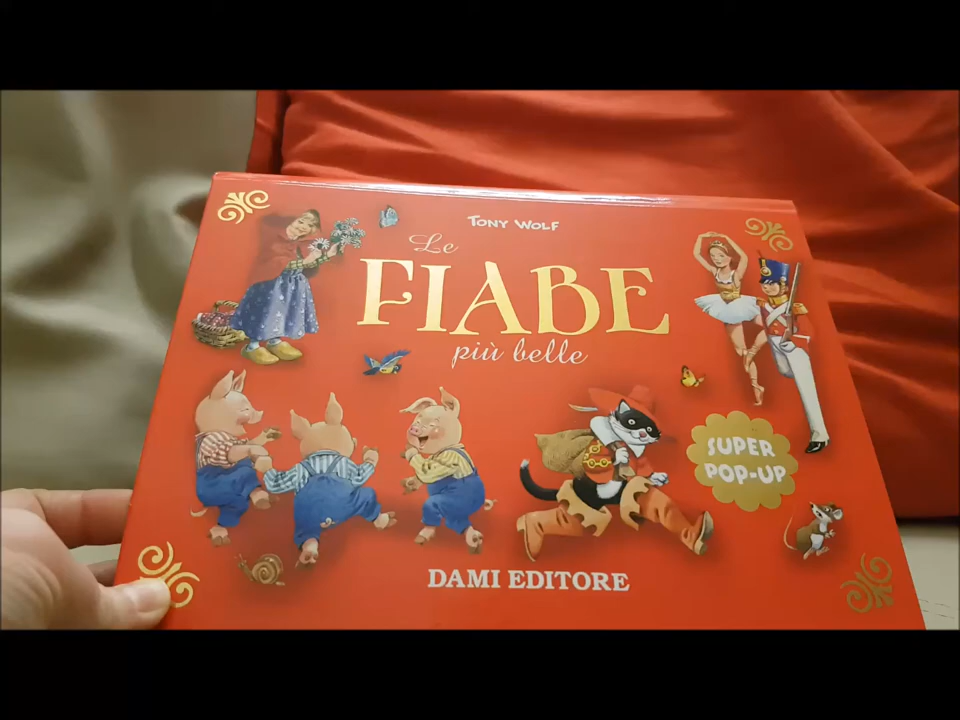 TONY WOLF
Le
FIABE
più belle
SUPER
POP-UP
DAMI EDITORE